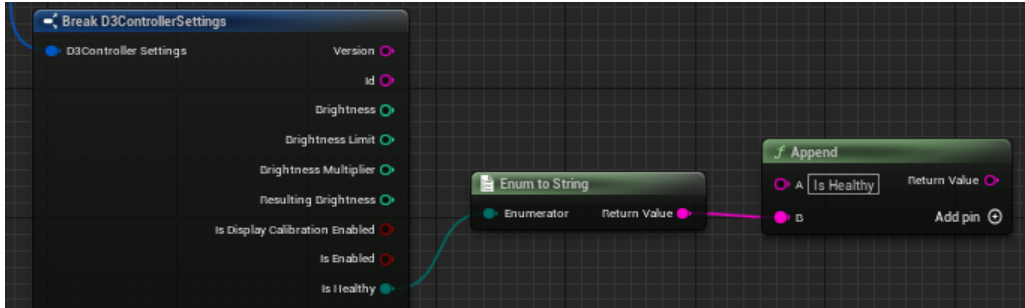 Break D3ControllerSettings
D3Controller Settings
Version
Id
Brightness
Brightness Limit
Brightness Multiplier
Resulting Brightness
Is Display Calibration Enabled
Is Enabled
Is Healthy
Enum to String
Enumerator
Return Value
f Append
A Is Healthy
Return Value
B
Add pin